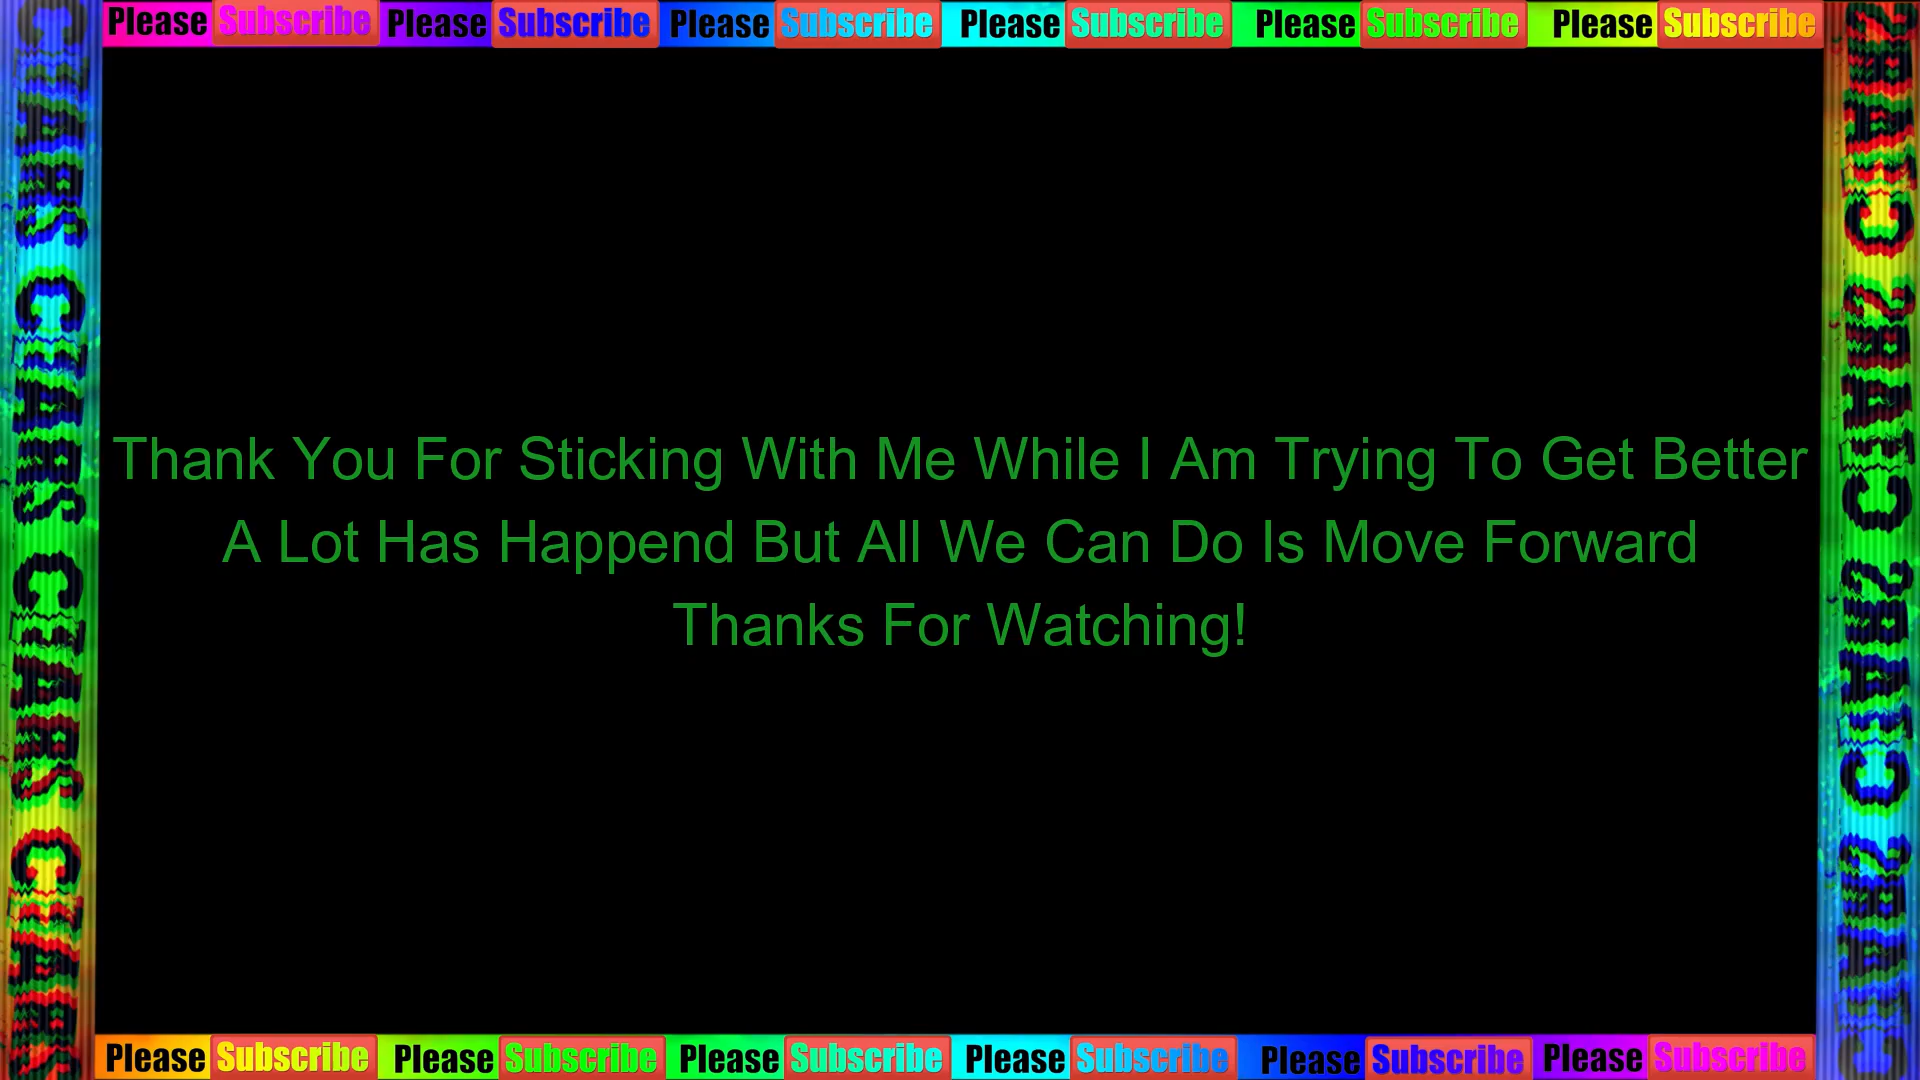 Please Subscribe Please Subscribe Please Subscribe Please Subscribe Please Subscribe Please Subscribe
Thank You For Sticking With Me While I Am Trying To Get Better
A Lot Has Happend But All We Can Do Is Move Forward
Thanks For Watching!
Please Subscribe Please Subscribe Please Subscribe Please Subscribe Please Subscribe Please Subscribe